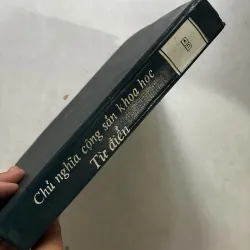 Chủ nghĩa cộng sản khoa học
Từ điển